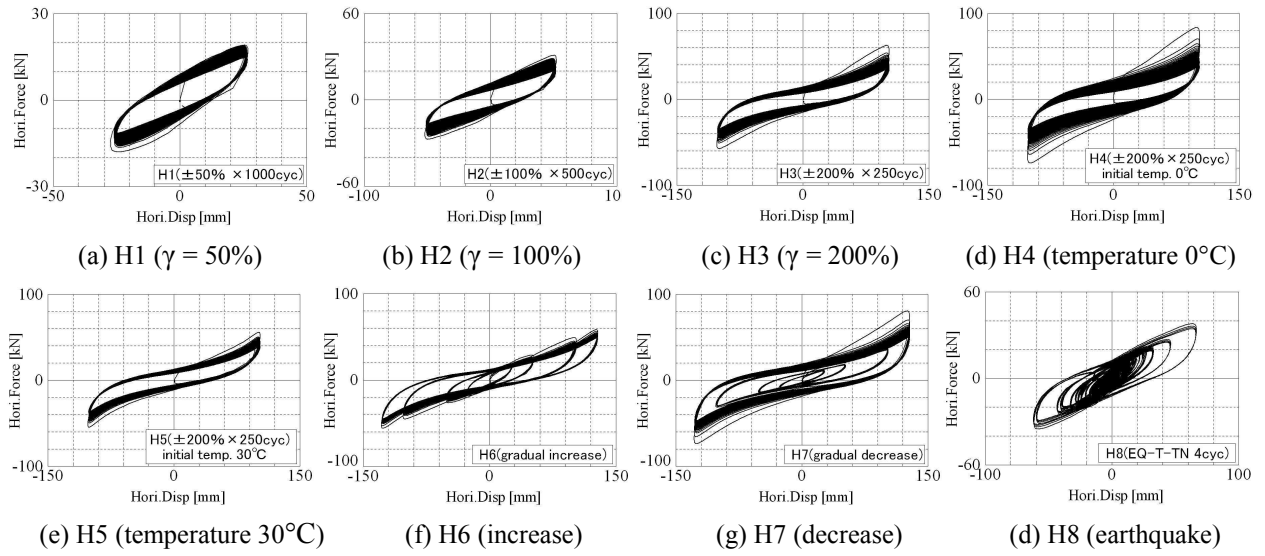 30
Hori.Force [kN]
0
-30
H1(±50% ×1000cyc)
-50 0 50
Hori.Disp [mm]
(a) H1 (γ = 50%)
60
Hori.Force [kN]
0
-60
H2(±100% ×500cyc)
-100 0 10
Hori.Disp [mm]
(b) H2 (γ = 100%)
100
Hori.Force [kN]
0
-100
H3(±200% ×250cyc)
-150 0 150
Hori.Disp [mm]
(c) H3 (γ = 200%)
100
Hori.Force [kN]
0
-100
H4(±200% ×250cyc)
initial temp. 0℃
-150 0 150
Hori.Disp [mm]
(d) H4 (temperature 0°C)
100
Hori.Force [kN]
0
-100
H5(±200% ×250cyc)
initial temp. 30℃
-150 0 150
Hori.Disp [mm]
(e) H5 (temperature 30°C)
100
Hori.Force [kN]
0
-100
H6(gradual increase)
-150 0 150
Hori.Disp [mm]
(f) H6 (increase)
100
Hori.Force [kN]
0
-100
H7(gradual decrease)
-150 0 150
Hori.Disp [mm]
(g) H7 (decrease)
60
Hori.Force [kN]
0
-60
H8(EQ-T-TN 4cyc)
-100 0 100
Hori.Disp [mm]
(d) H8 (earthquake)